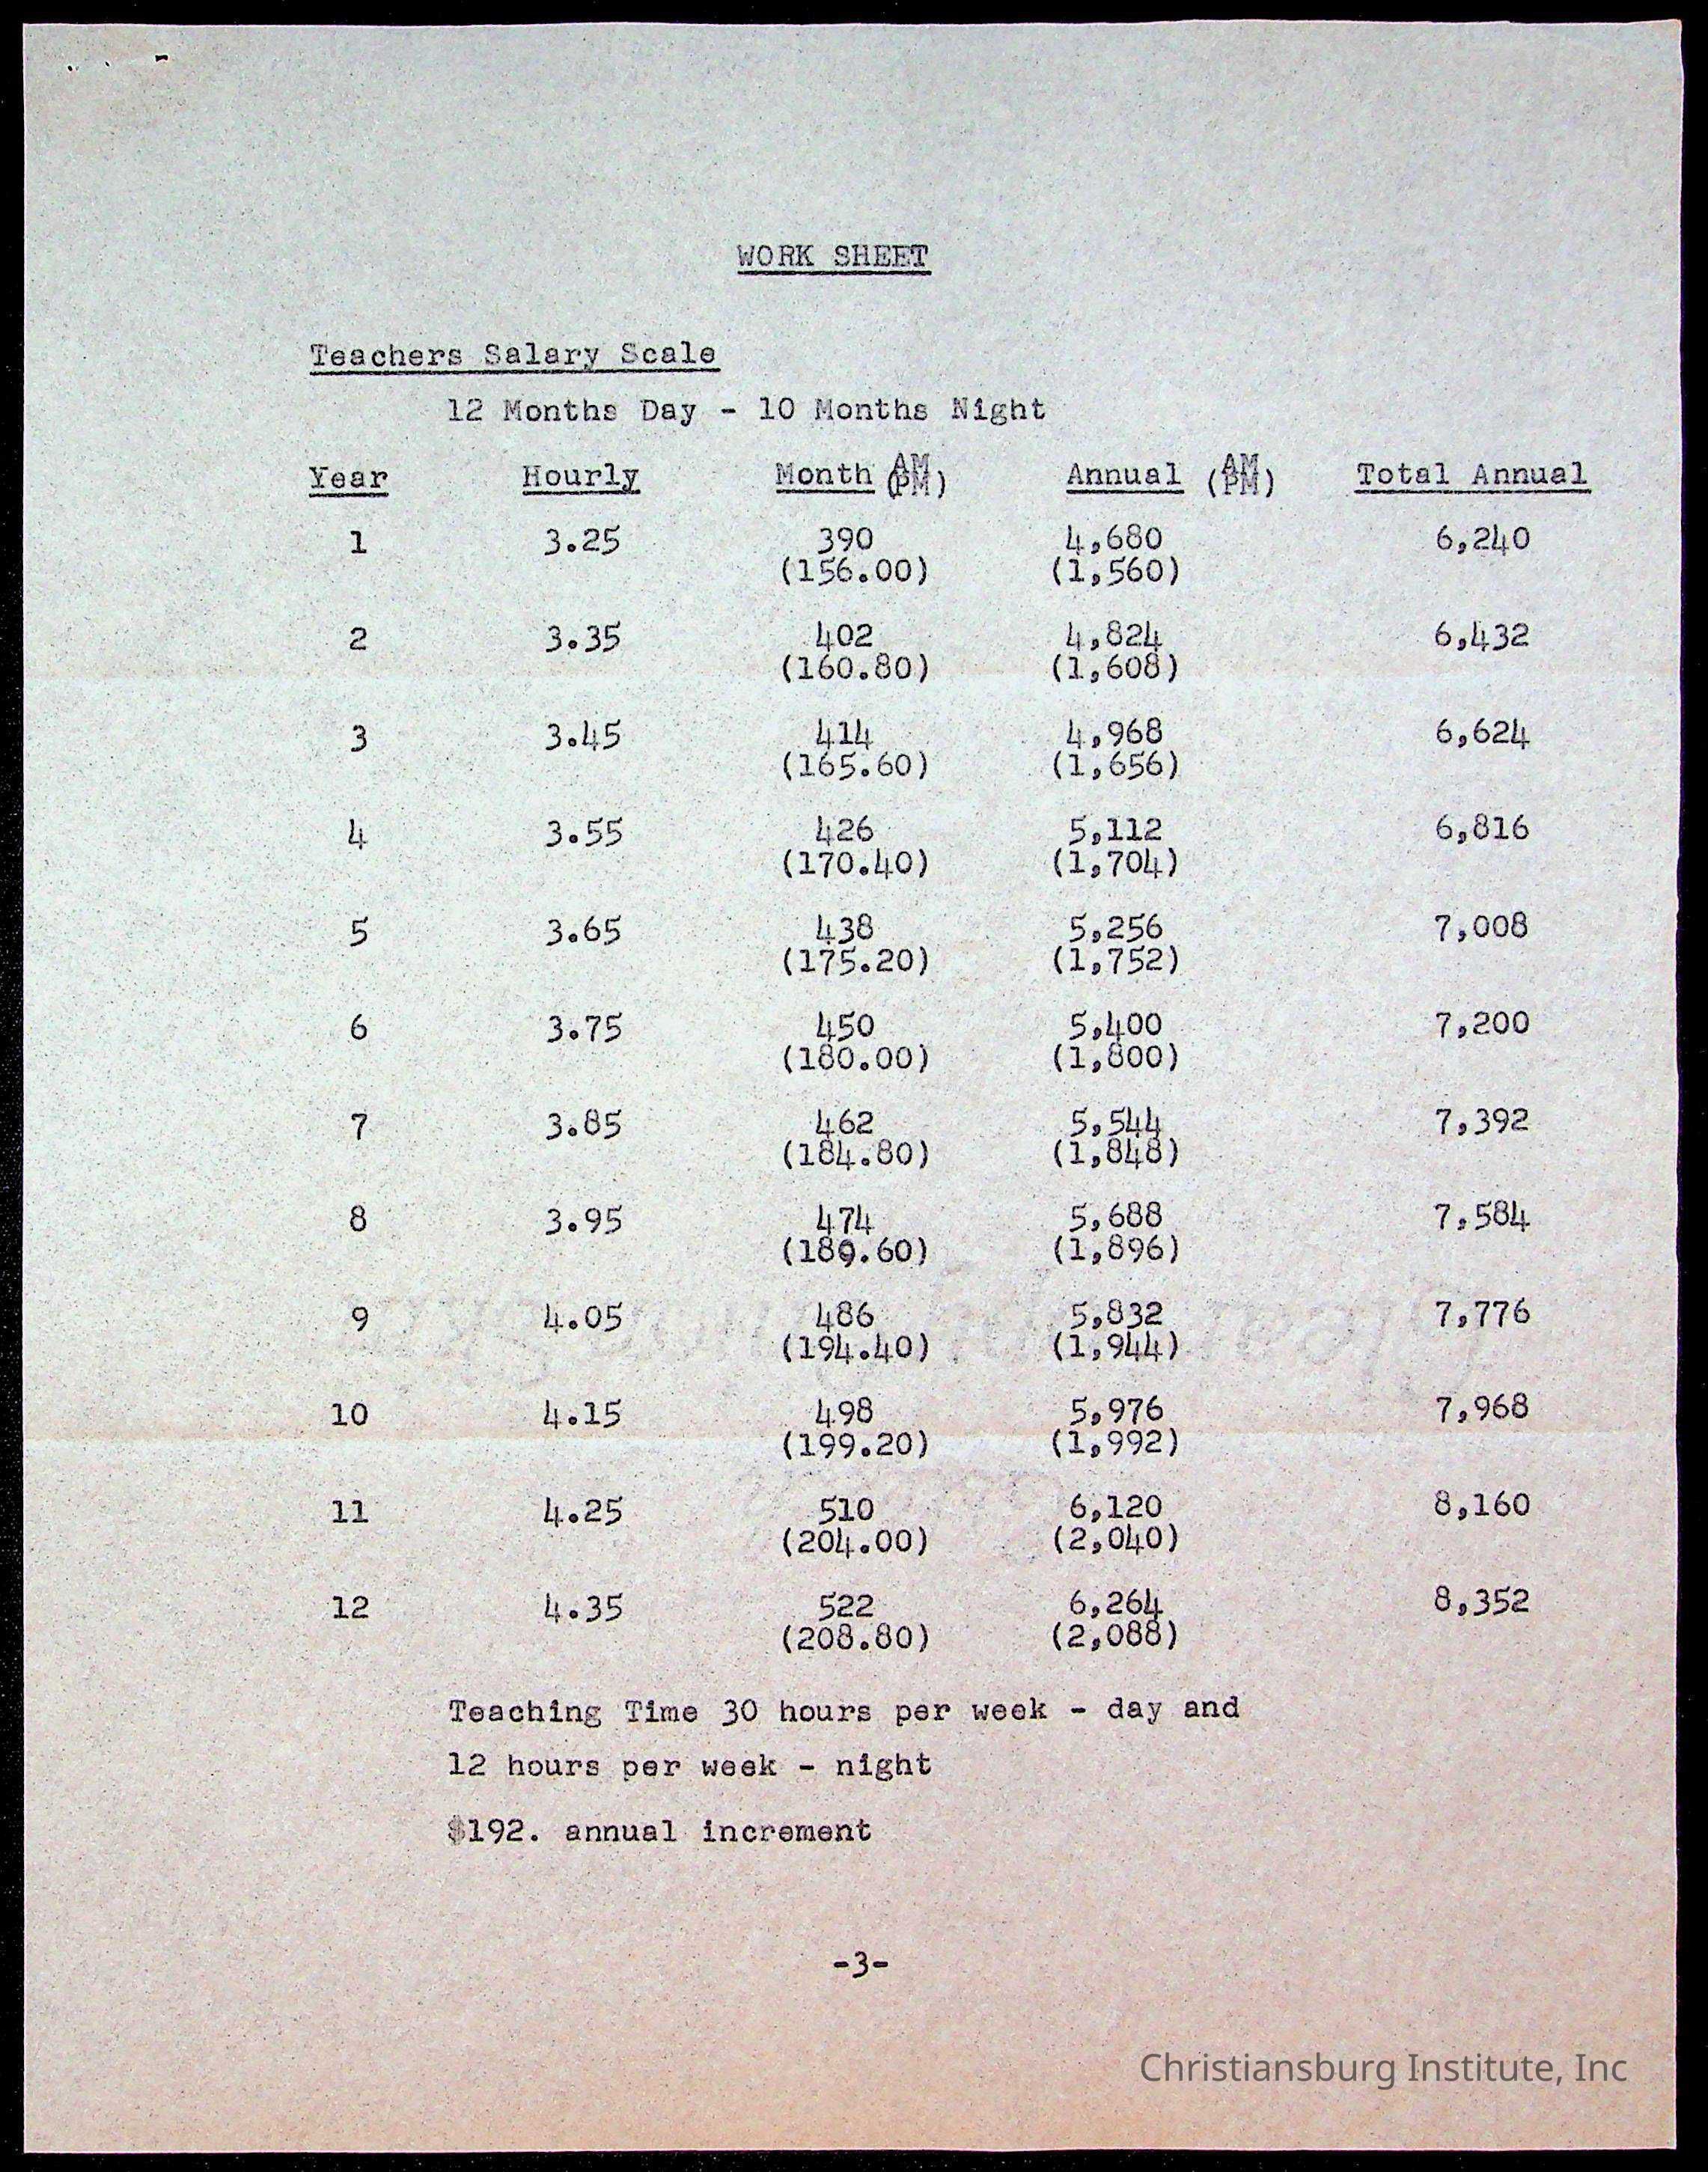 WORK SHEET
Teachers Salary Scale
12 Months Day - 10 Months Night
Year Hourly Month (AM PM) Annual (AM PM) Total Annual
1 3.25 390 4,680 6,240
(156.00) (1,560)
2 3.35 402 4,824 6,432
(160.80) (1,608)
3 3.45 414 4,968 6,624
(165.60) (1,656)
4 3.55 426 5,112 6,816
(170.40) (1,704)
5 3.65 438 5,256 7,008
(175.20) (1,752)
6 3.75 450 5,400 7,200
(180.00) (1,800)
7 3.85 462 5,544 7,392
(184.80) (1,848)
8 3.95 474 5,688 7,584
(189.60) (1,896)
9 4.05 486 5,832 7,776
(194.40) (1,944)
10 4.15 498 5,976 7,968
(199.20) (1,992)
11 4.25 510 6,120 8,160
(204.00) (2,040)
12 4.35 522 6,264 8,352
(208.80) (2,088)
Teaching Time 30 hours per week - day and
12 hours per week - night
$192. annual increment
-3-
Christiansburg Institute, Inc